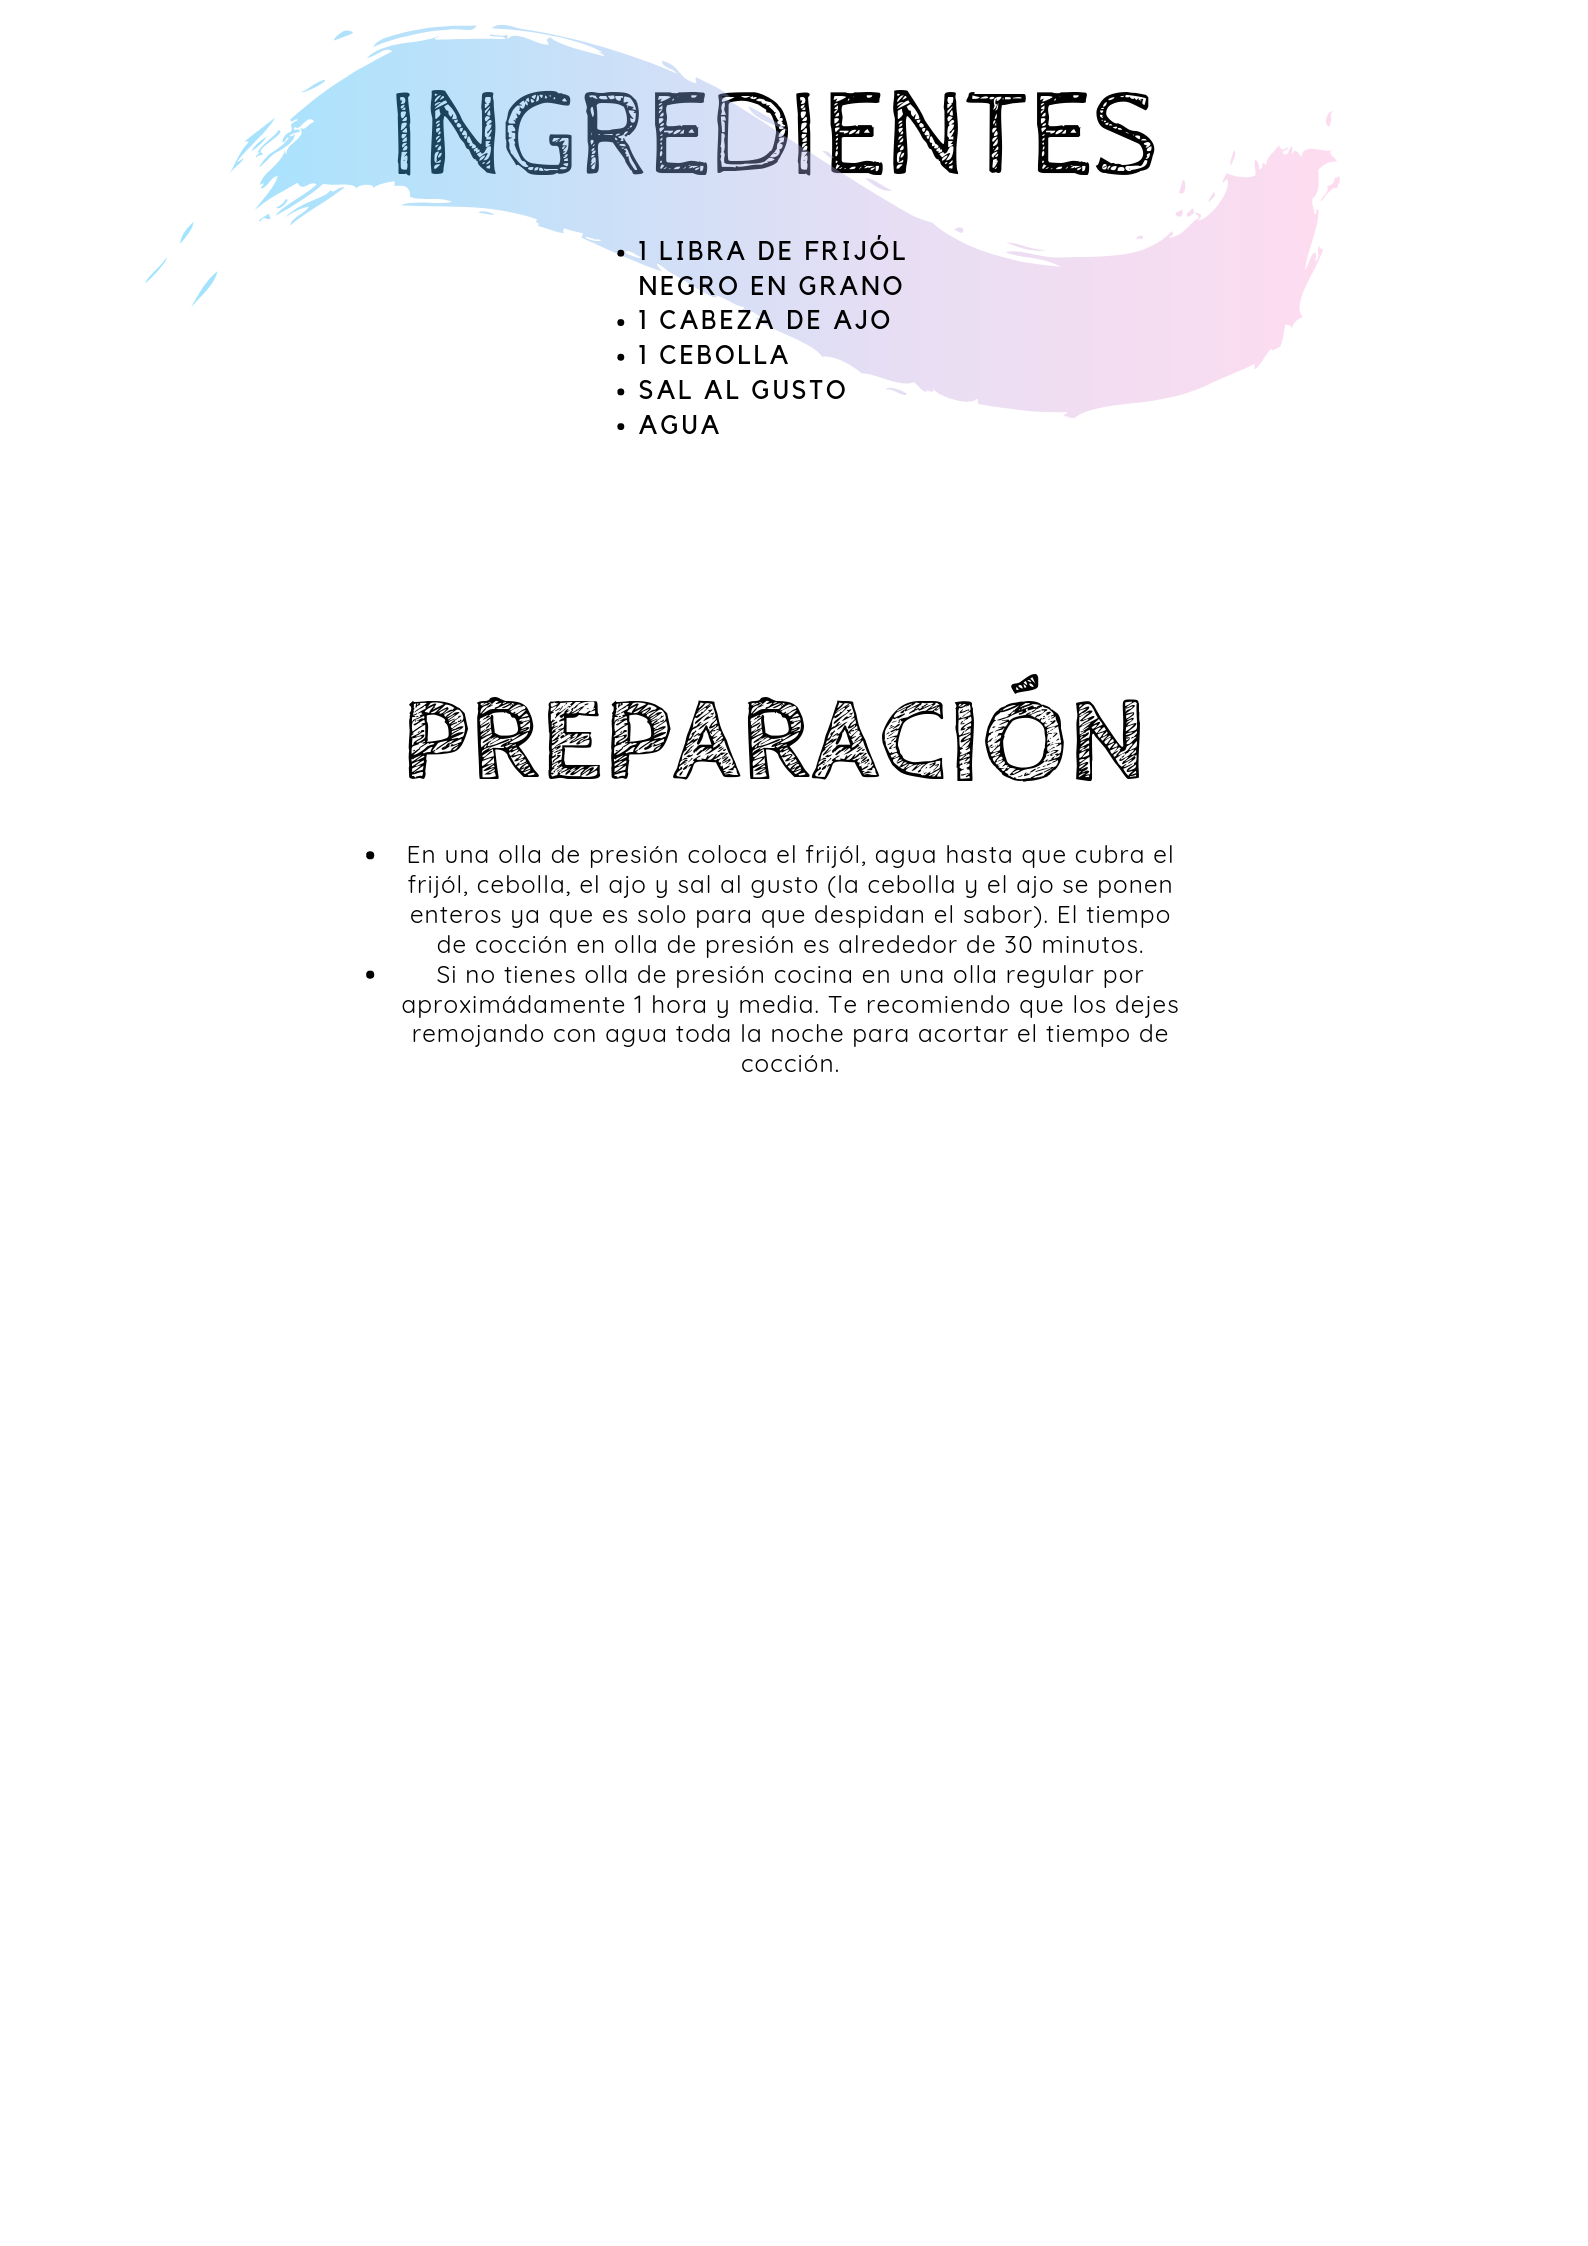 INGREDIENTES
• 1 LIBRA DE FRIJÓL
NEGRO EN GRANO
• 1 CABEZA DE AJO
• 1 CEBOLLA
• SAL AL GUSTO
• AGUA
PREPARACIÓN
• En una olla de presión coloca el frijól, agua hasta que cubra el
frijól, cebolla, el ajo y sal al gusto (la cebolla y el ajo se ponen
enteros ya que es solo para que despidan el sabor). El tiempo
de cocción en olla de presión es alrededor de 30 minutos.
• Si no tienes olla de presión cocina en una olla regular por
aproximádamente 1 hora y media. Te recomiendo que los dejes
remojando con agua toda la noche para acortar el tiempo de
cocción.